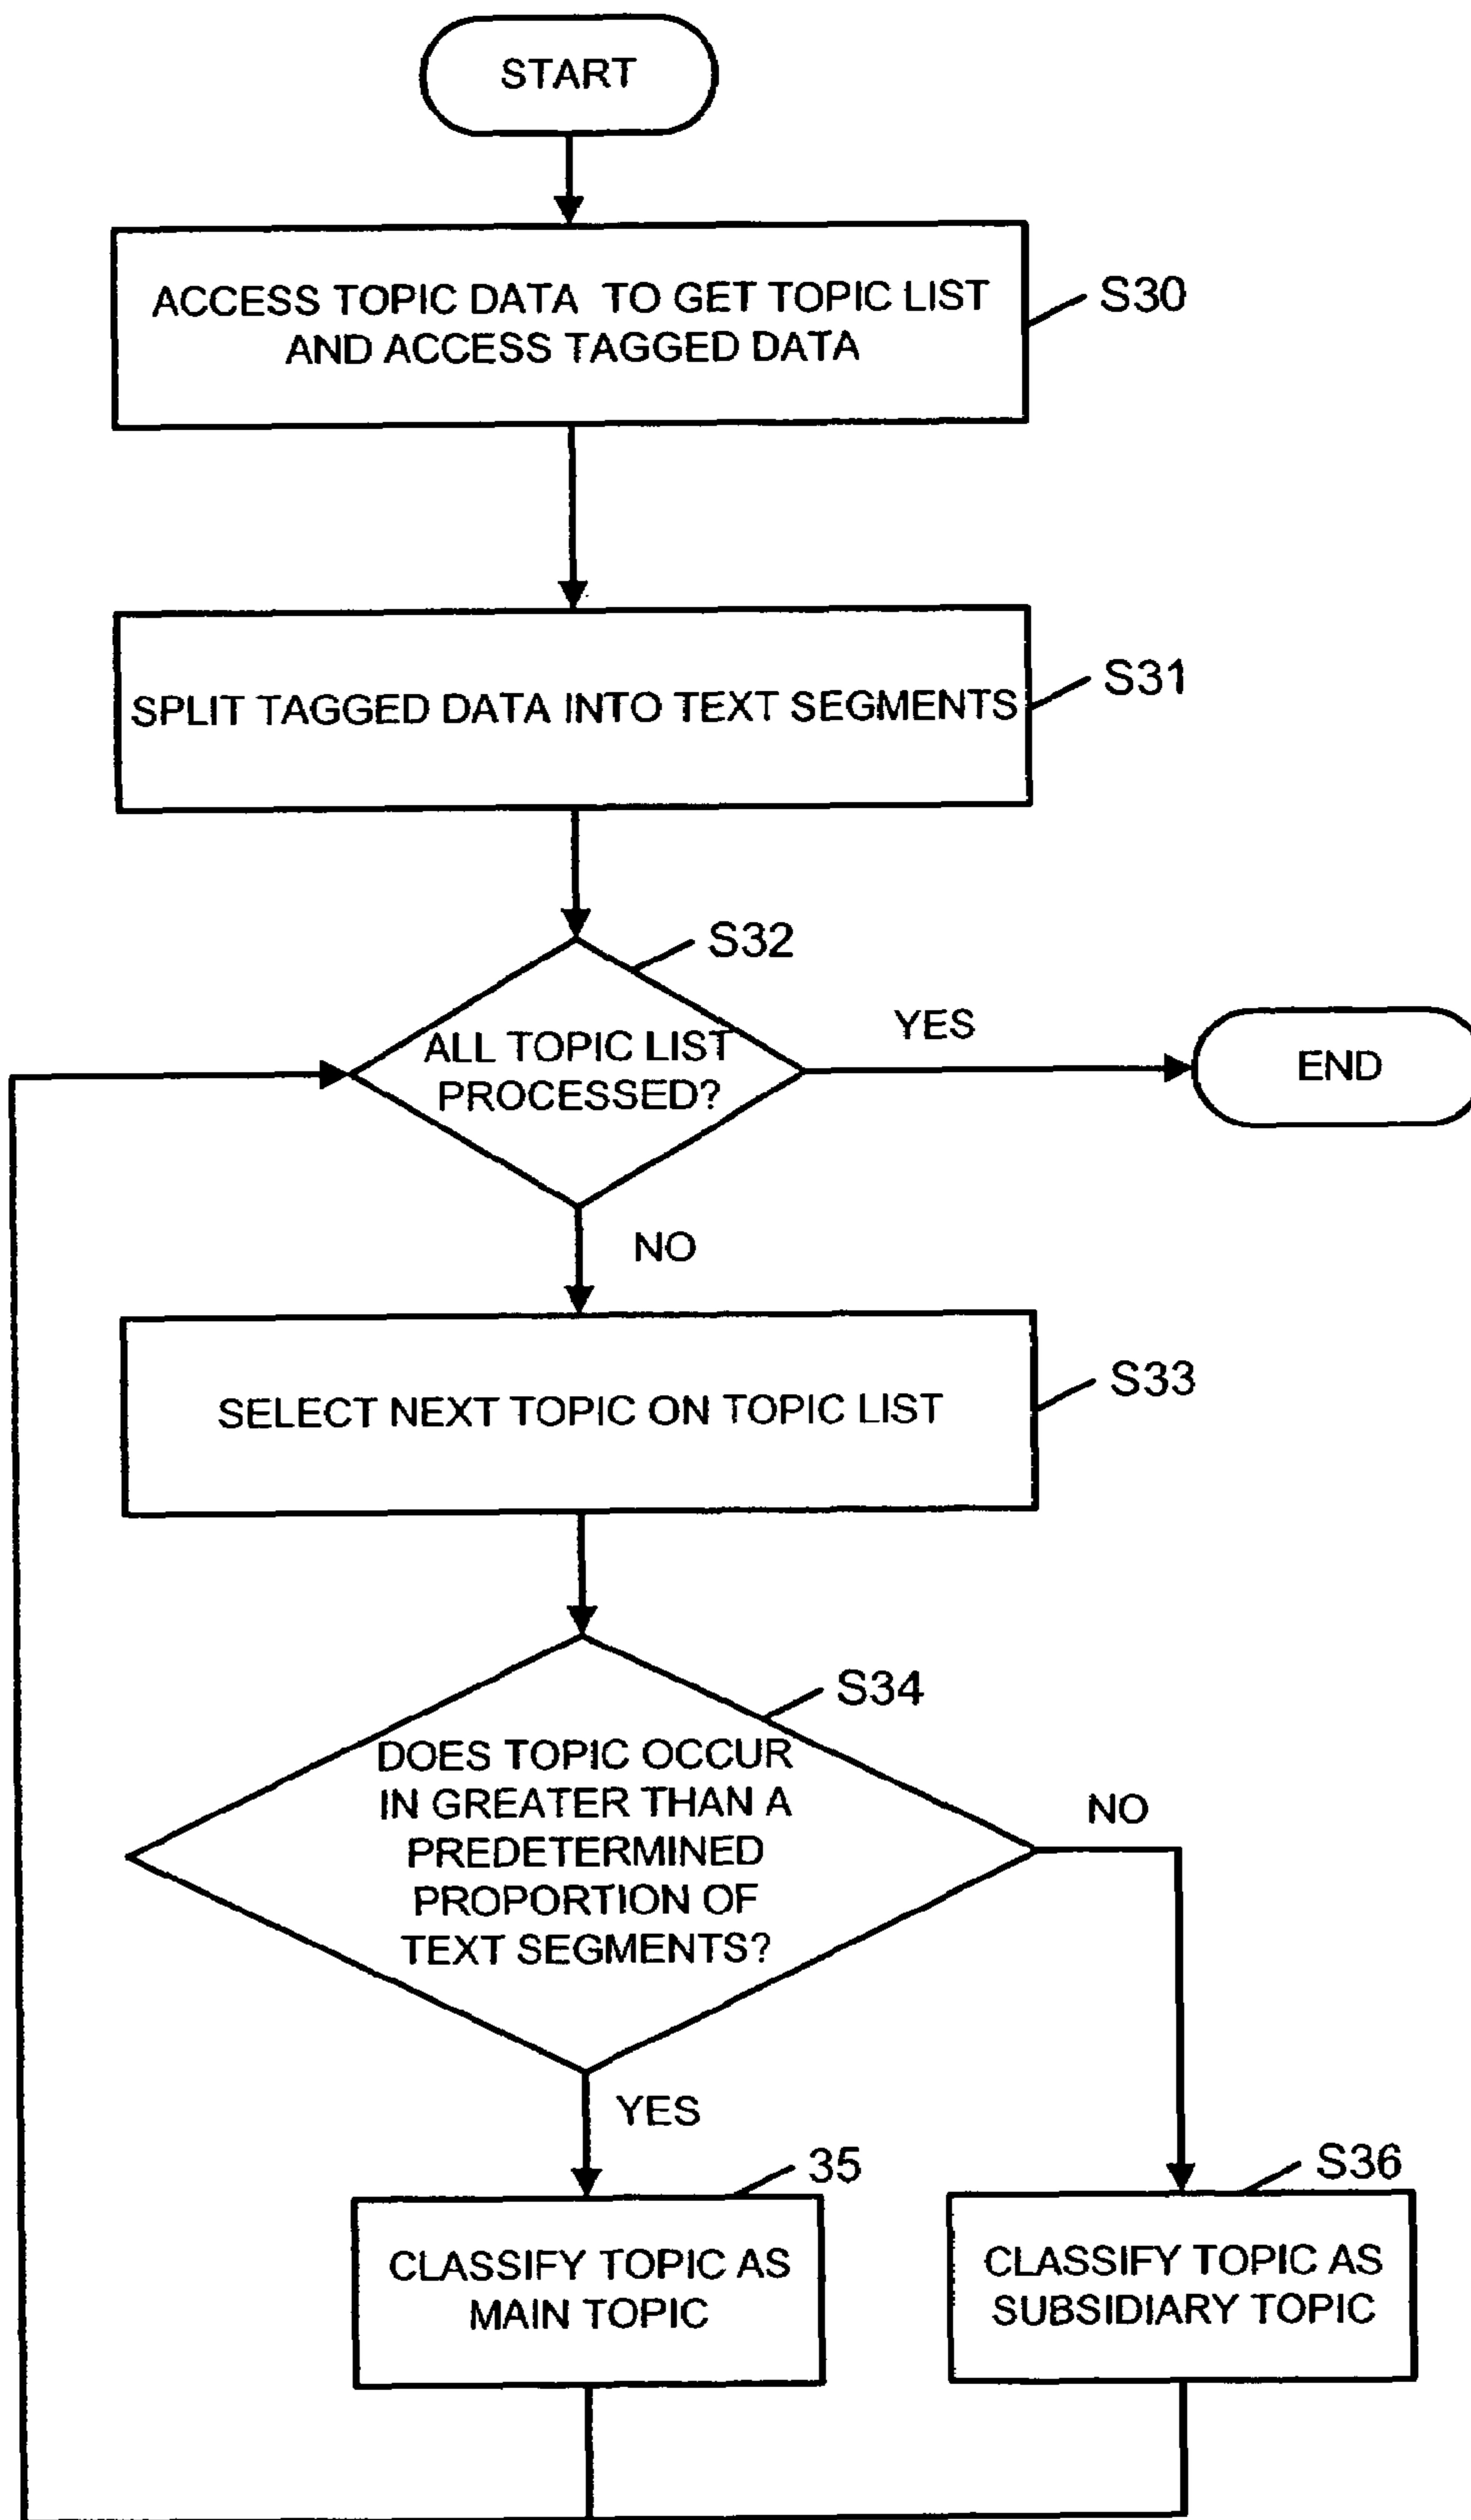 START
ACCESS TOPIC DATA TO GET TOPIC LIST
AND ACCESS TAGGED DATA
S30
SPLIT TAGGED DATA INTO TEXT SEGMENTS
S31
S32
ALL TOPIC LIST
PROCESSED?
YES
END
NO
SELECT NEXT TOPIC ON TOPIC LIST
S33
S34
DOES TOPIC OCCUR
IN GREATER THAN A
PREDETERMINED
PROPORTION OF
TEXT SEGMENTS?
NO
YES
35
CLASSIFY TOPIC AS
MAIN TOPIC
S36
CLASSIFY TOPIC AS
SUBSIDIARY TOPIC